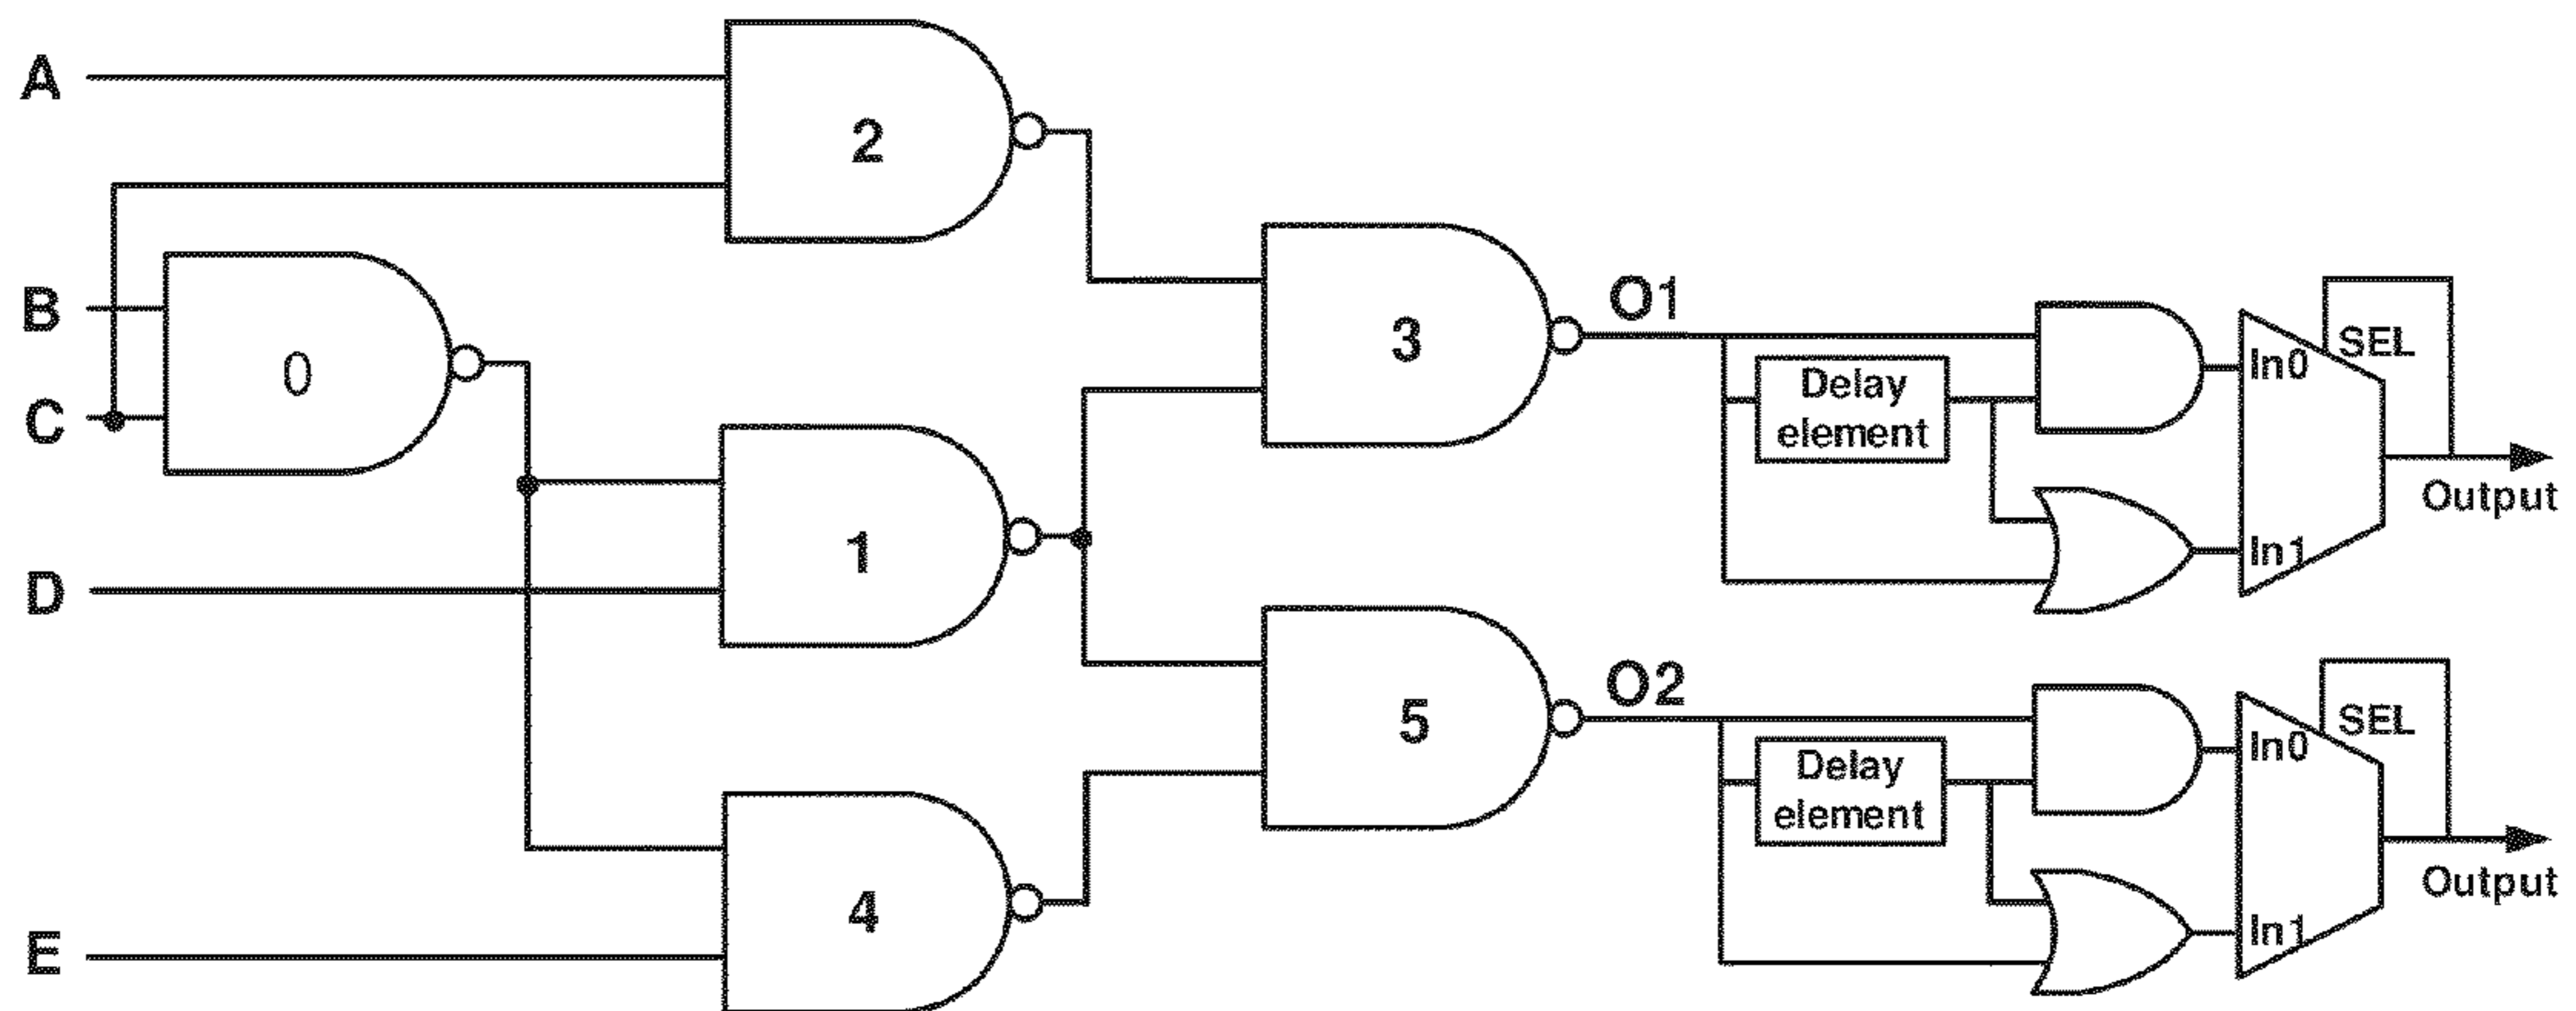 A
2
B
0
C
3
O1
Delay
element
In0
SEL
In1
Output
1
D
5
O2
Delay
element
In0
SEL
In1
Output
4
E